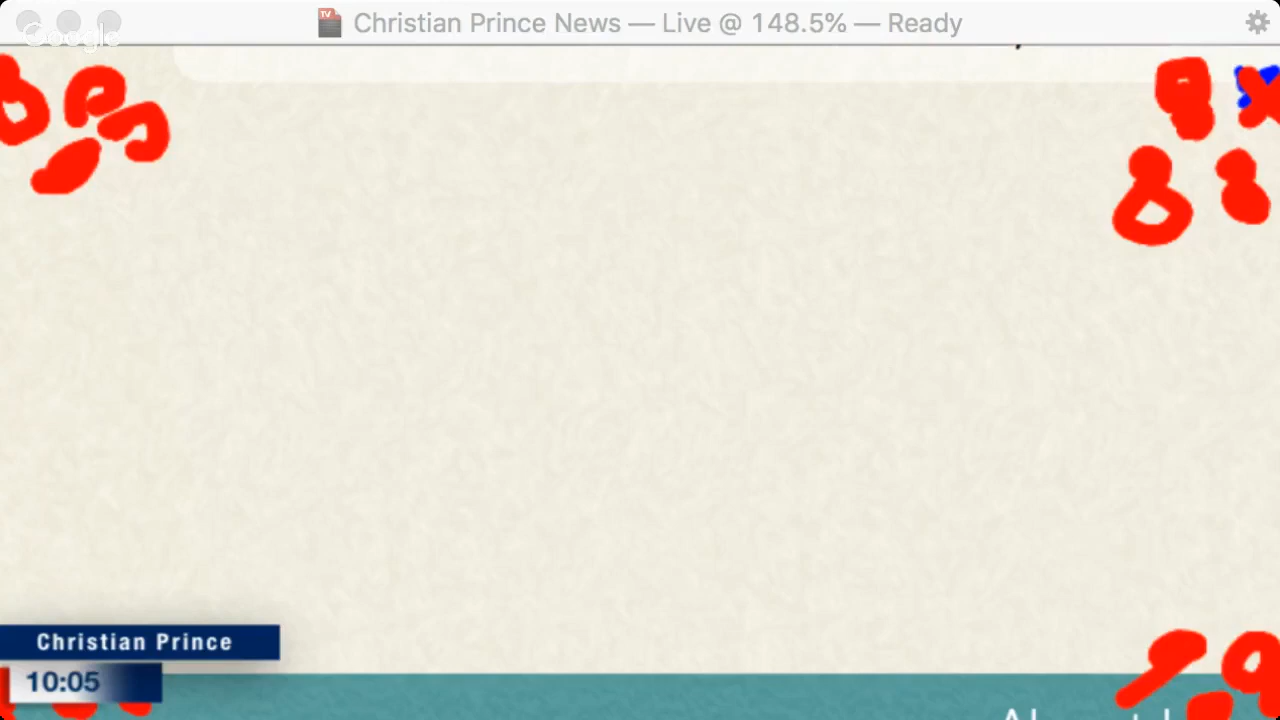 Google
Christian Prince News — Live @ 148.5% — Ready
Christian Prince
10:05